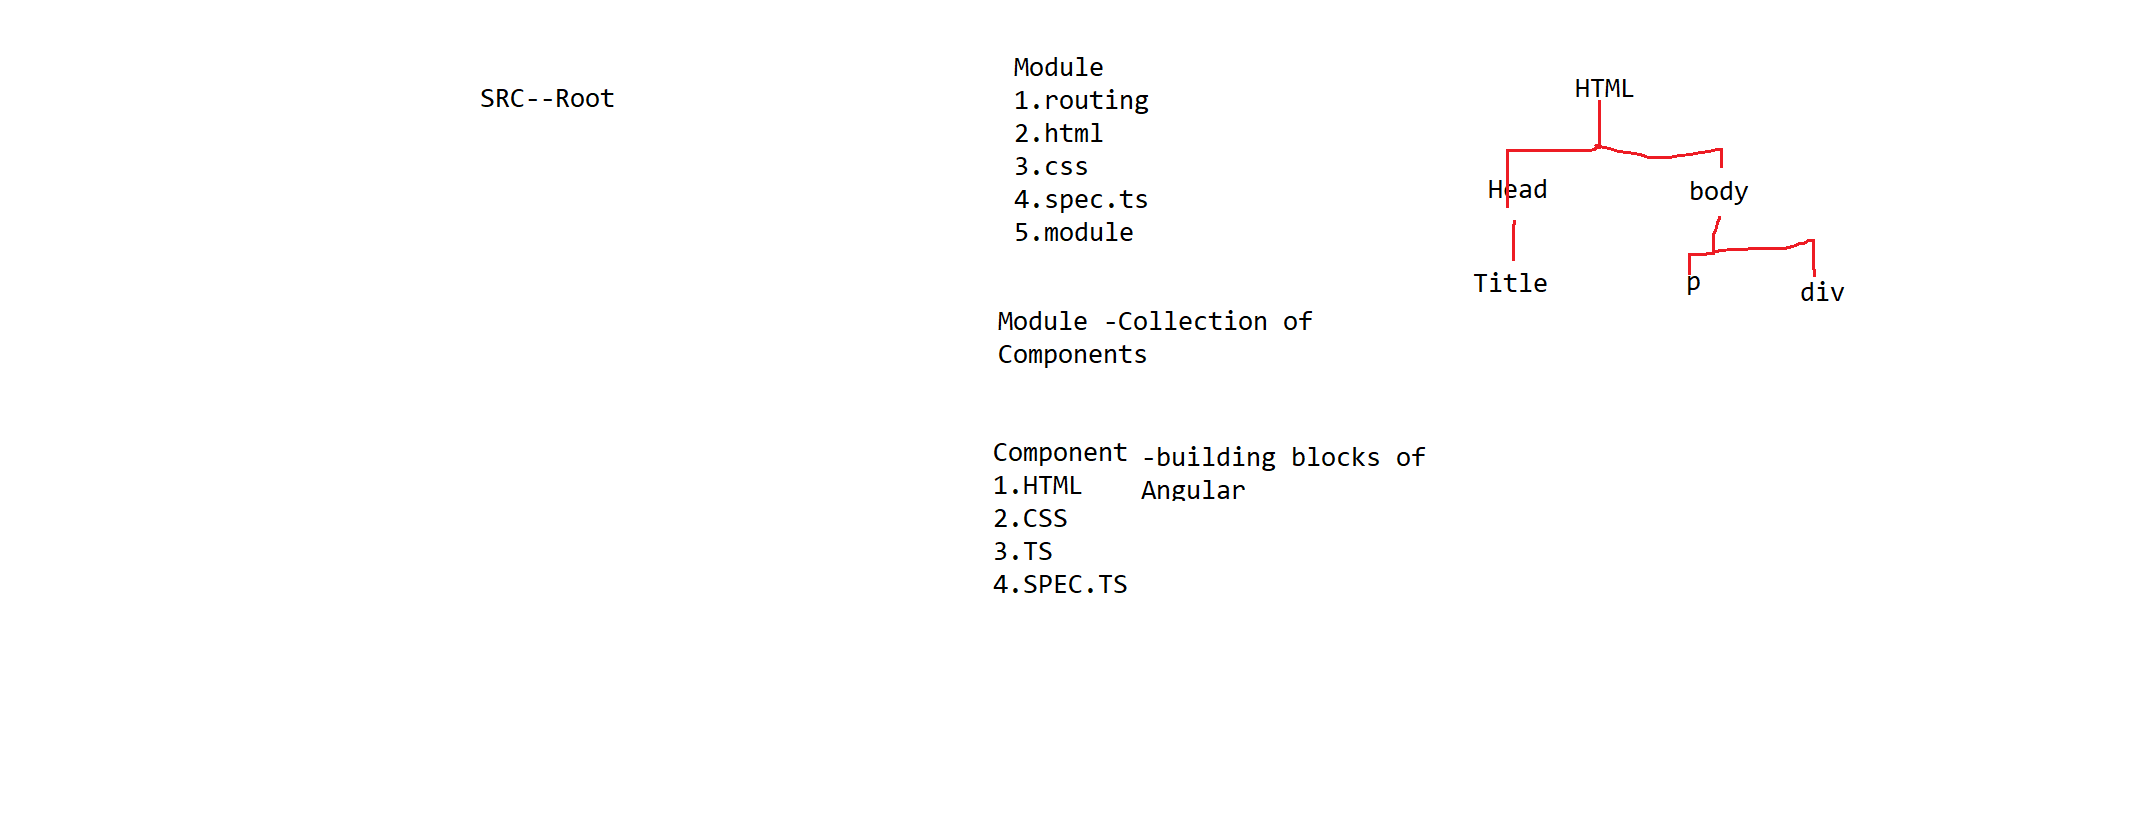 SRC--Root
Module
1.routing
2.html
3.css
4.spec.ts
5.module
Module -Collection of
Components
Component -building blocks of
Angular
1.HTML
2.CSS
3.TS
4.SPEC.TS
HTML
Head
body
Title
p
div